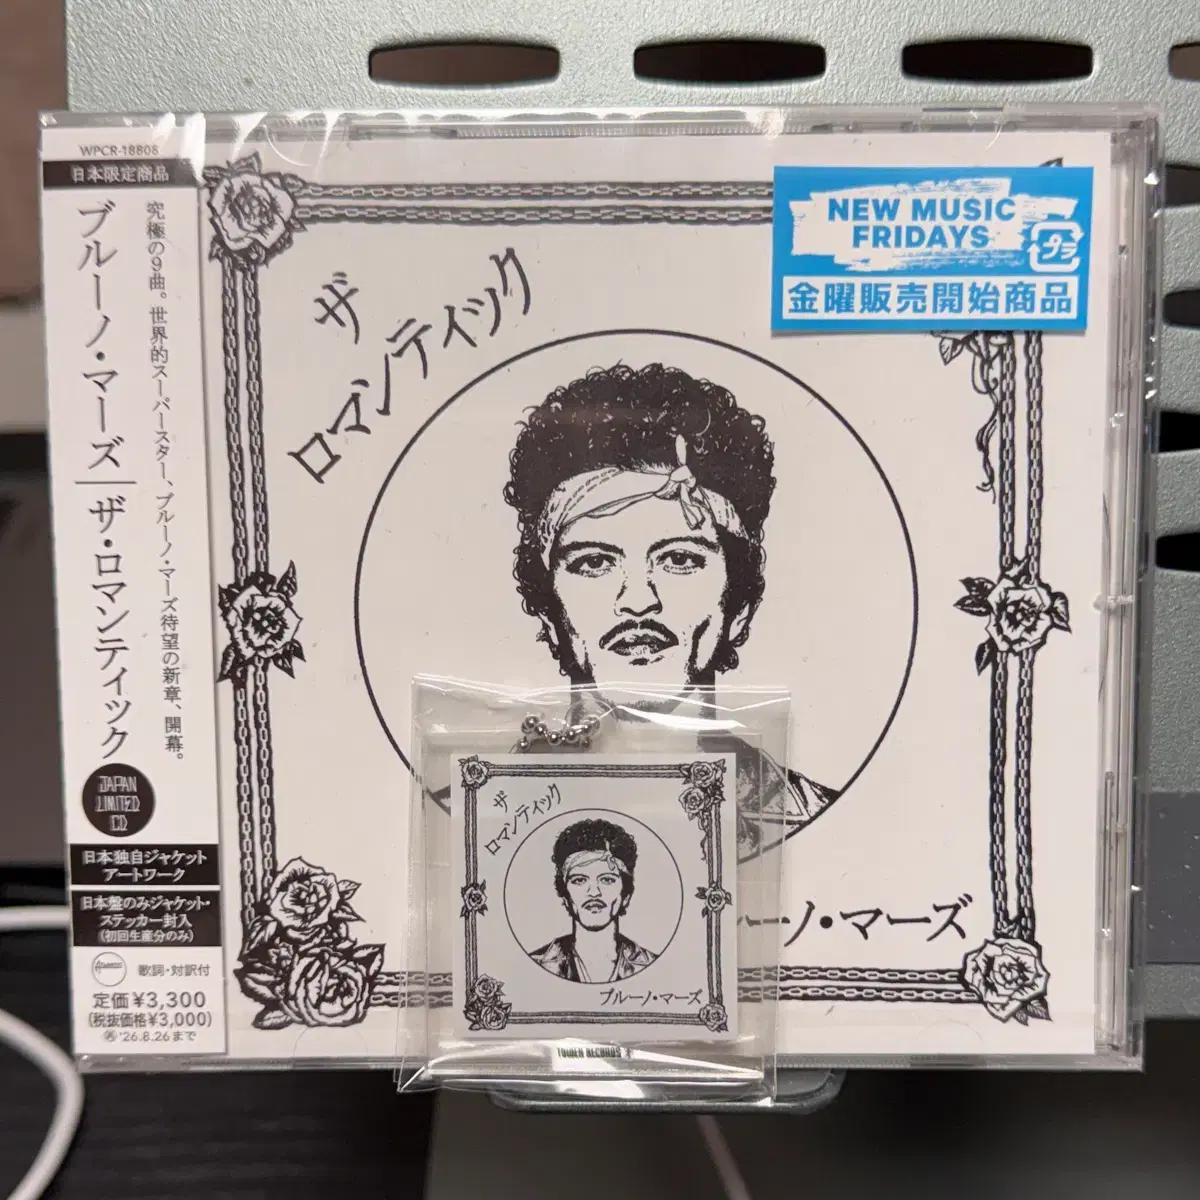 WPCR-18808
日本限定商品
究極の9曲。世界的スーパースター、ブルーノ・マーズ待望の新章、開幕。
ブルーノ・マーズ｜ザ・ロマンティック
JAPAN
LIMITED
CD
日本独自ジャケット
アートワーク
日本盤のみジャケット・
ステッカー封入
(初回生産分のみ)
歌詞・対訳付
定価¥3,300
(税抜価格¥3,000)
'26.8.26まで
ザ
ロマンティック
NEW MUSIC
FRIDAYS
プラ
金曜販売開始商品
ーノ・マーズ
ザ
ロマンティック
ブルーノ・マーズ
TOWER RECORDS